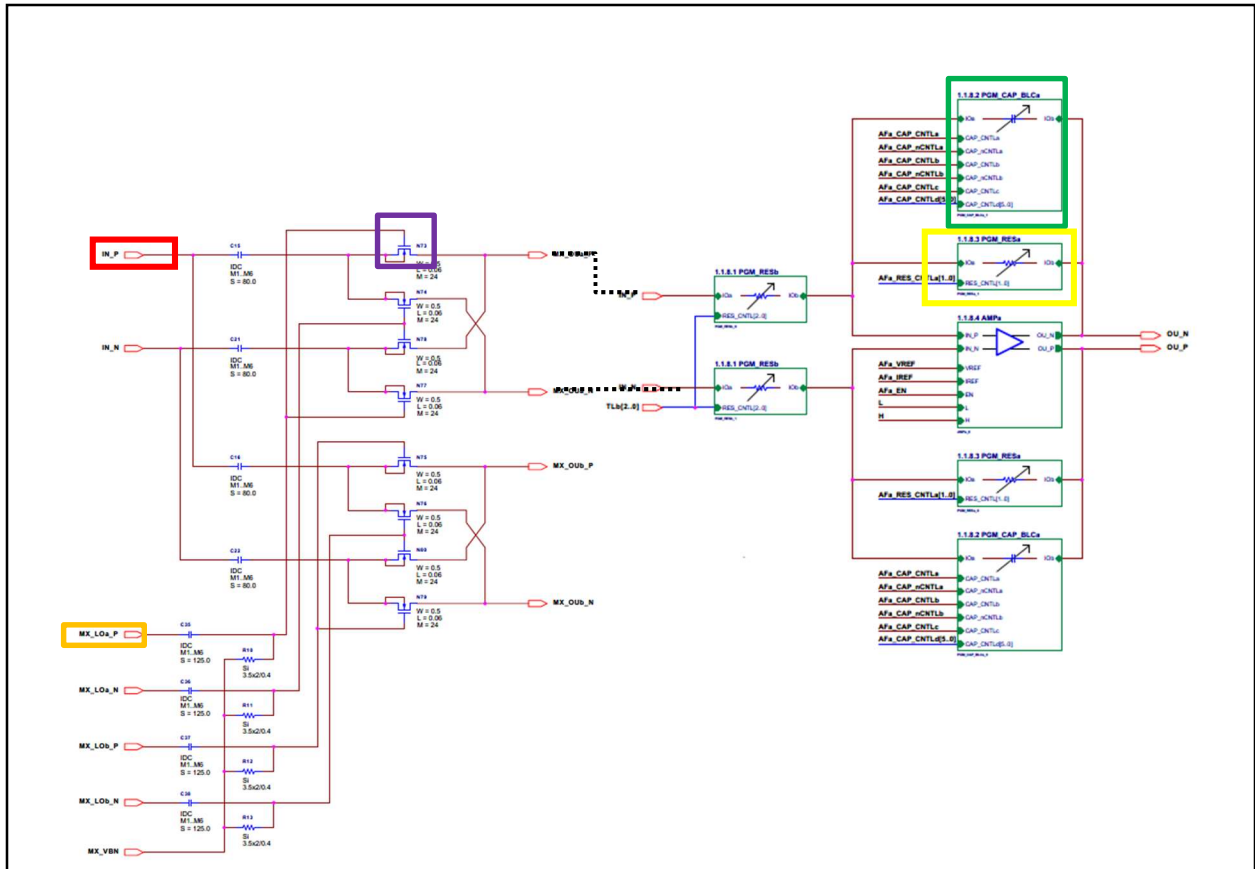 IN_P
C15
IDC
M1..M6
S = 80.0
N73
W = 0.5
L = 0.06
M = 24
N74
W = 0.5
L = 0.06
M = 24
IN_N
C21
IDC
M1..M6
S = 80.0
W = 0.5
L = 0.06
M = 24
N77
W = 0.5
L = 0.06
M = 24
C16
IDC
M1..M6
S = 80.0
N75
W = 0.5
L = 0.06
M = 24
MX_OUb_P
N76
W = 0.5
L = 0.06
M = 24
C22
IDC
M1..M6
S = 80.0
N80
W = 0.5
L = 0.06
M = 24
N79
W = 0.5
L = 0.06
M = 24
MX_OUb_N
MX_LOa_P
C35
IDC
M1..M6
S = 125.0
R10
Si
3.5x2/0.4
MX_LOa_N
C36
IDC
M1..M6
S = 125.0
R11
Si
3.5x2/0.4
MX_LOb_P
C37
IDC
M1..M6
S = 125.0
R12
Si
3.5x2/0.4
MX_LOb_N
C38
IDC
M1..M6
S = 125.0
R13
Si
3.5x2/0.4
MX_VBN
IN_P
1.1.8.1 PGM_RESb
IOa IOb
RES_CNTL[2..0]
IN_N
1.1.8.1 PGM_RESb
IOa IOb
TLb[2..0]
RES_CNTL[2..0]
1.1.8.2 PGM_CAP_BLCa
IOa IOb
AFa_CAP_CNTLa CAP_CNTLa
AFa_CAP_nCNTLa CAP_nCNTLa
AFa_CAP_CNTLb CAP_CNTLb
AFa_CAP_nCNTLb CAP_nCNTLb
AFa_CAP_CNTLc CAP_CNTLc
AFa_CAP_CNTLd[5..0] CAP_CNTLd[5..0]
1.1.8.3 PGM_RESa
IOa IOb
AFa_RES_CNTLa[1..0] RES_CNTL[1..0]
1.1.8.4 AMPa
IN_P OU_N
IN_N OU_P
AFa_VREF VREF
AFa_IREF IREF
AFa_EN EN
L L
H H
OU_N
OU_P
1.1.8.3 PGM_RESa
IOa IOb
AFa_RES_CNTLa[1..0] RES_CNTL[1..0]
1.1.8.2 PGM_CAP_BLCa
IOa IOb
AFa_CAP_CNTLa CAP_CNTLa
AFa_CAP_nCNTLa CAP_nCNTLa
AFa_CAP_CNTLb CAP_CNTLb
AFa_CAP_nCNTLb CAP_nCNTLb
AFa_CAP_CNTLc CAP_CNTLc
AFa_CAP_CNTLd[5..0] CAP_CNTLd[5..0]